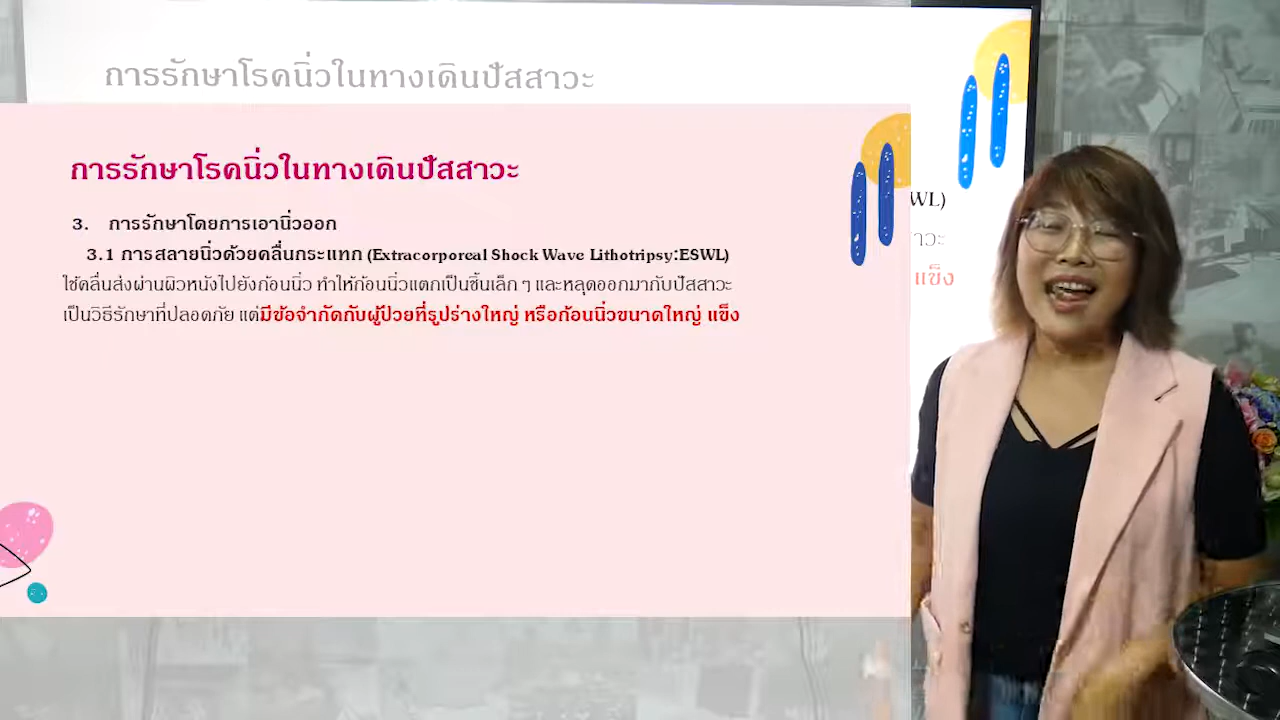 การรักษาโรคนิ่วในทางเดินปัสสาวะ
การรักษาโรคนิ่วในทางเดินปัสสาวะ
3. การรักษาโดยการเอานิ่วออก
3.1 การสลายนิ่วด้วยคลื่นกระแทก (Extracorporeal Shock Wave Lithotripsy:ESWL)
ใช้คลื่นส่งผ่านผิวหนังไปยังก้อนนิ่ว ทำให้ก้อนนิ่วแตกเป็นชิ้นเล็ก ๆ และหลุดออกมากับปัสสาวะ
เป็นวิธีรักษาที่ปลอดภัย แต่มีข้อจำกัดกับผู้ป่วยที่รูปร่างใหญ่ หรือก้อนนิ่วขนาดใหญ่ แข็ง
WL)
าวะ
แข็ง